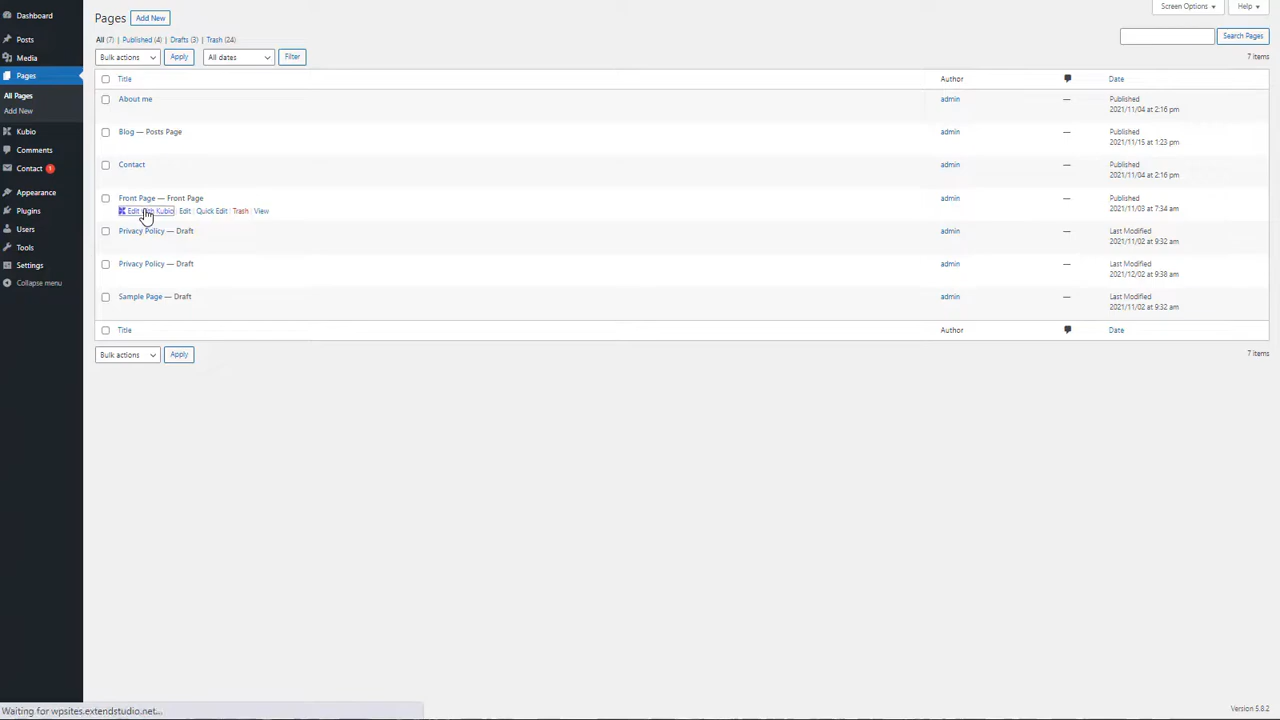 Dashboard
Posts
Media
Pages
All Pages
Add New
Kubio
Comments
Contact 1
Appearance
Plugins
Users
Tools
Settings
Collapse menu
Pages Add New
Screen Options Help
All (7) | Published (4) | Drafts (3) | Trash (24)
Search Pages
Bulk actions Apply All dates Filter
7 items
Title Author Date
About me admin — Published
2021/11/04 at 2:16 pm
Blog — Posts Page admin — Published
2021/11/15 at 1:23 pm
Contact admin — Published
2021/11/04 at 2:16 pm
Front Page — Front Page admin — Published
2021/11/03 at 7:34 am
Edit with Kubio | Edit | Quick Edit | Trash | View
Privacy Policy — Draft admin — Last Modified
2021/11/02 at 9:32 am
Privacy Policy — Draft admin — Last Modified
2021/12/02 at 9:38 am
Sample Page — Draft admin — Last Modified
2021/11/02 at 9:32 am
Title Author Date
Bulk actions Apply
7 items
Waiting for wpsites.extendstudio.net...
Version 5.8.2